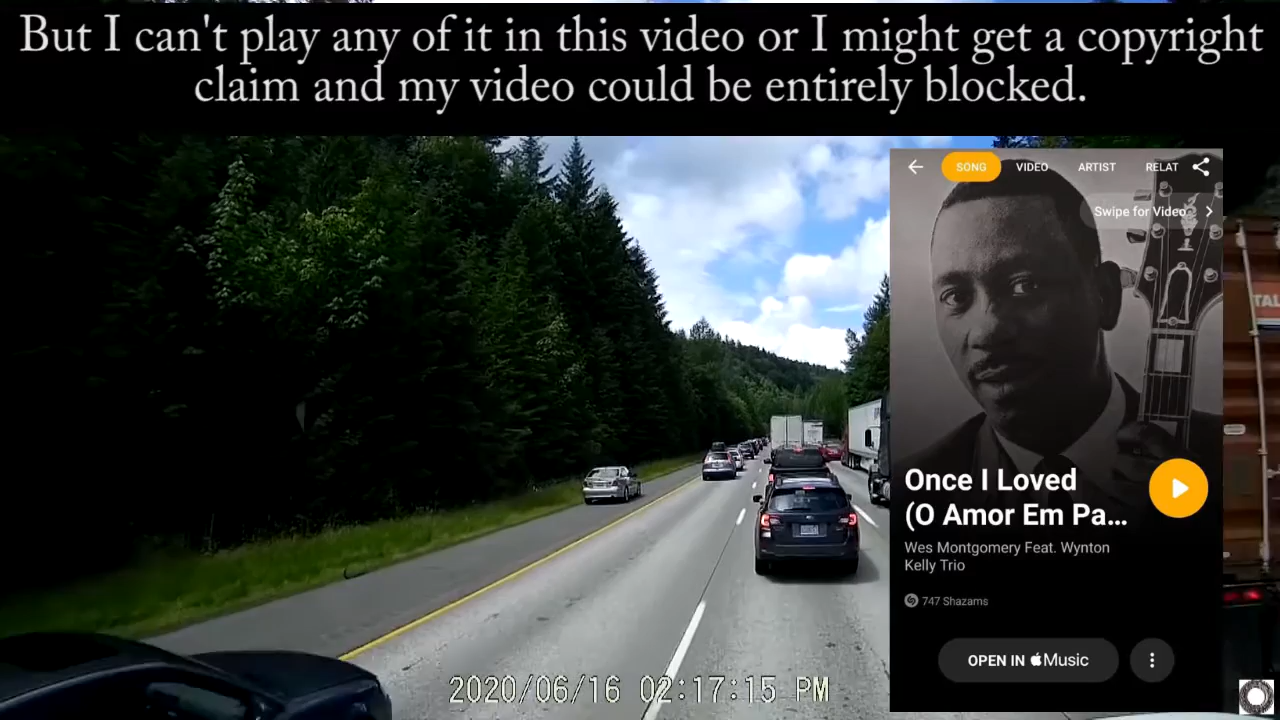 But I can't play any of it in this video or I might get a copyright
claim and my video could be entirely blocked.
SONG VIDEO ARTIST RELAT
Swipe for Video
Once I Loved
(O Amor Em Pa...
Wes Montgomery Feat. Wynton
Kelly Trio
747 Shazams
OPEN IN Music
TAL
2020/06/16 02:17:15 PM